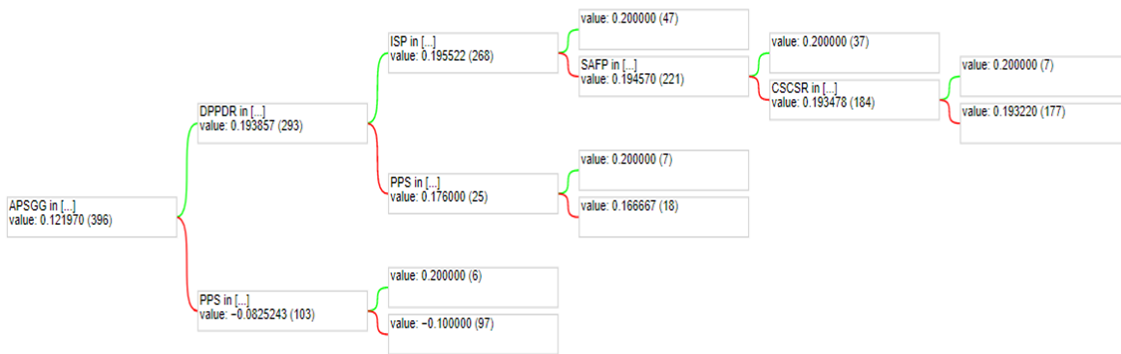 APSGG in [...]
value: 0.121970 (396)
DPPDR in [...]
value: 0.193857 (293)
PPS in [...]
value: −0.0825243 (103)
ISP in [...]
value: 0.195522 (268)
PPS in [...]
value: 0.176000 (25)
value: 0.200000 (6)
value: −0.100000 (97)
value: 0.200000 (47)
SAFP in [...]
value: 0.194570 (221)
value: 0.200000 (7)
value: 0.166667 (18)
value: 0.200000 (37)
CSCSR in [...]
value: 0.193478 (184)
value: 0.200000 (7)
value: 0.193220 (177)